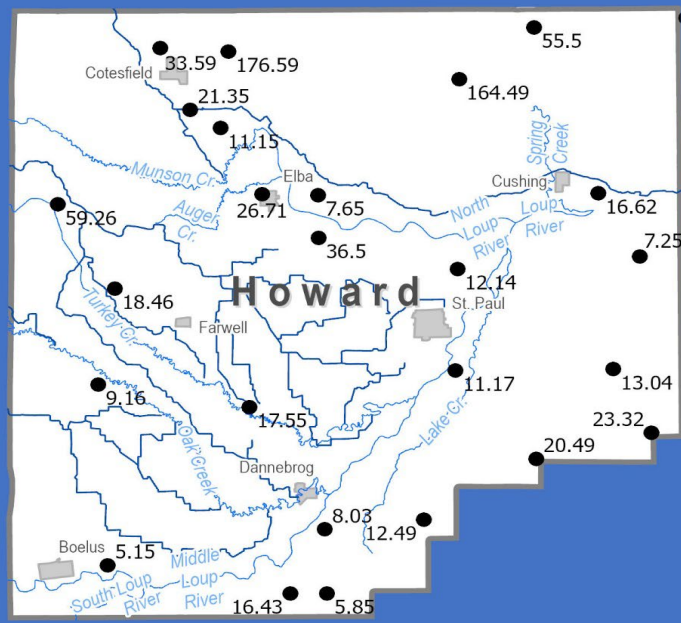 55.5
33.59
176.59
Cotesfield
164.49
21.35
11.15
Spring
Creek
Munson Cr.
Elba
Cushing
26.71
7.65
16.62
Auger
Cr.
North
Loup
River
Loup
River
59.26
36.5
7.25
12.14
Howard
18.46
St. Paul
Turkey Cr.
Farwell
11.17
13.04
9.16
17.55
Lake Cr.
23.32
Oak Creek
20.49
Dannebrog
8.03
12.49
Boelus
5.15
Middle
Loup
River
South Loup
River
16.43
5.85